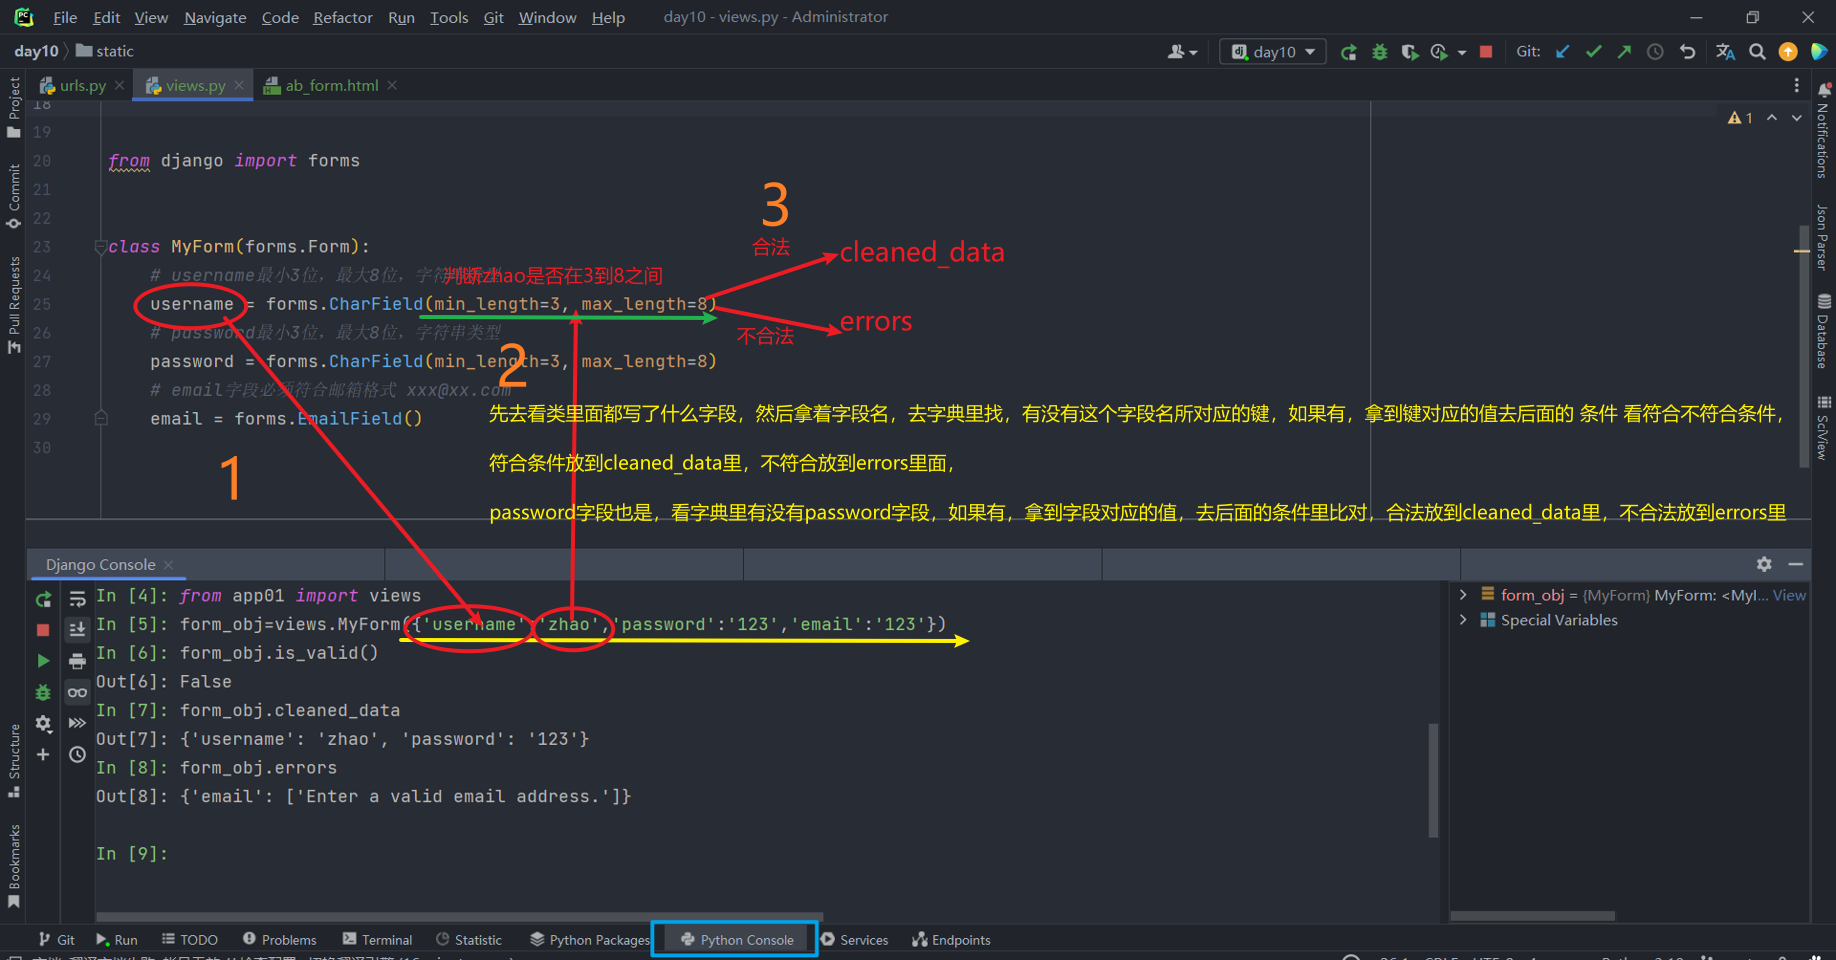 File Edit View Navigate Code Refactor Run Tools Git Window Help day10 - views.py - Administrator
day10 static
day10 Git:
urls.py views.py ab_form.html
Project
Commit
Pull Requests
Structure
Bookmarks
Notifications
Json Parser
Database
SciView
1
18
19
20 from django import forms
21
22
23 class MyForm(forms.Form):
24 # username最小3位，最大8位，字符
25 username = forms.CharField(min_length=3, max_length=8)
26 # password最小3位，最大8位，字符串类型
27 password = forms.CharField(min_length=3, max_length=8)
28 # email字段必须符合邮箱格式 xxx@xx.com
29 email = forms.EmailField()
30
3
合法
cleaned_data
判断zhao是否在3到8之间
不合法
errors
2
1
先去看类里面都写了什么字段，然后拿着字段名，去字典里找，有没有这个字段名所对应的键，如果有，拿到键对应的值去后面的 条件 看符合不符合条件，
符合条件放到cleaned_data里，不符合放到errors里面，
password字段也是，看字典里有没有password字段，如果有，拿到字段对应的值，去后面的条件里比对，合法放到cleaned_data里，不合法放到errors里
Django Console
In [4]: from app01 import views
In [5]: form_obj=views.MyForm({'username':'zhao','password':'123','email':'123'})
In [6]: form_obj.is_valid()
Out[6]: False
In [7]: form_obj.cleaned_data
Out[7]: {'username': 'zhao', 'password': '123'}
In [8]: form_obj.errors
Out[8]: {'email': ['Enter a valid email address.']}
In [9]:
form_obj = {MyForm} MyForm: <MyI... View
Special Variables
Git Run TODO Problems Terminal Statistic Python Packages Python Console Services Endpoints